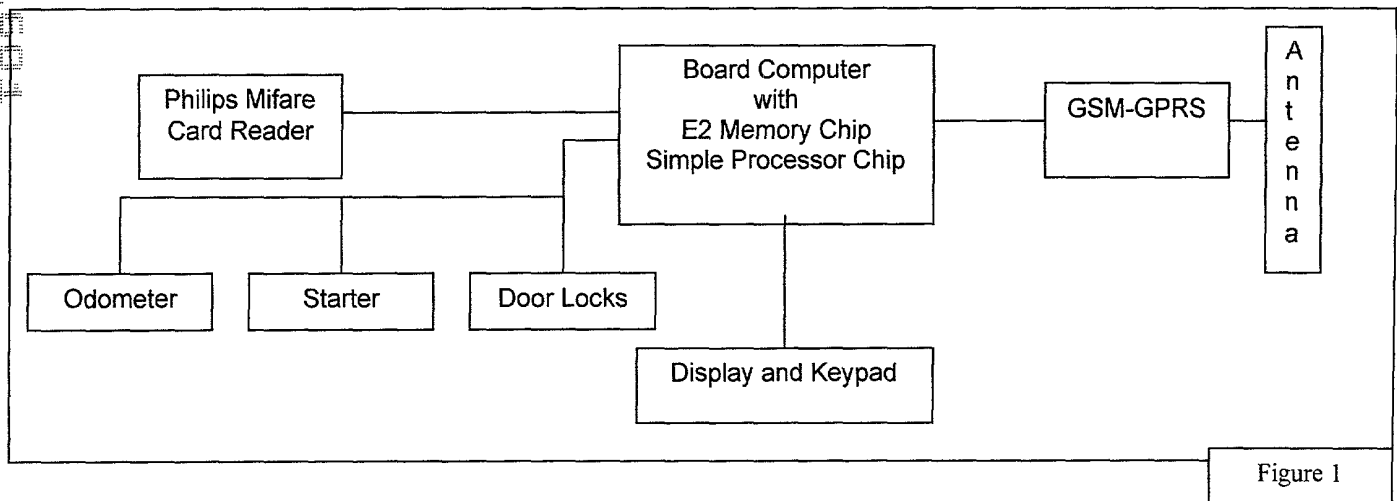 Philips Mifare
Card Reader
Board Computer
with
E2 Memory Chip
Simple Processor Chip
GSM-GPRS
Antenna
Odometer
Starter
Door Locks
Display and Keypad
Figure 1